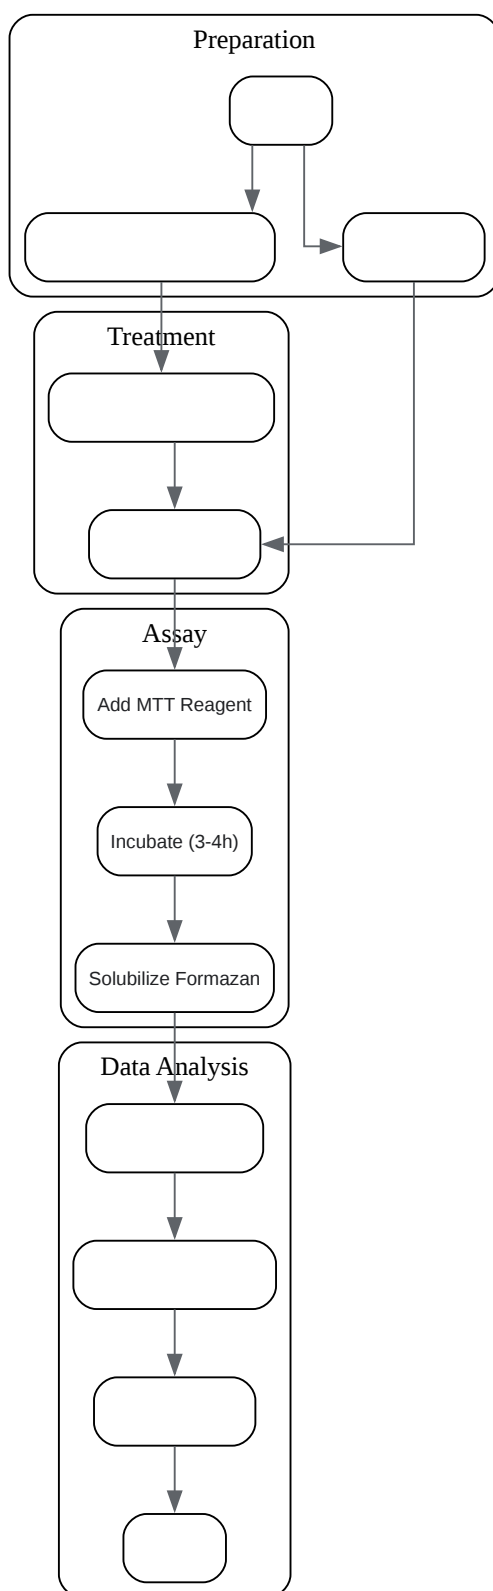 Preparation
Treatment
Assay
Add MTT Reagent
Incubate (3-4h)
Solubilize Formazan
Data Analysis